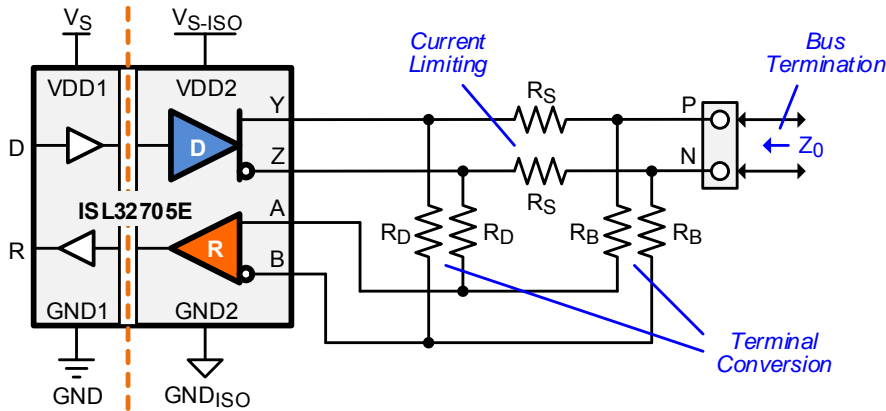 VS
VS-ISO
VDD1
VDD2
Current
Limiting
Bus
Termination
Y
RS
P
D
D
Z
N
Z0
RS
ISL32705E
A
R
R
B
RD
RD
RB
RB
GND1
GND2
Terminal
Conversion
GND
GNDISO